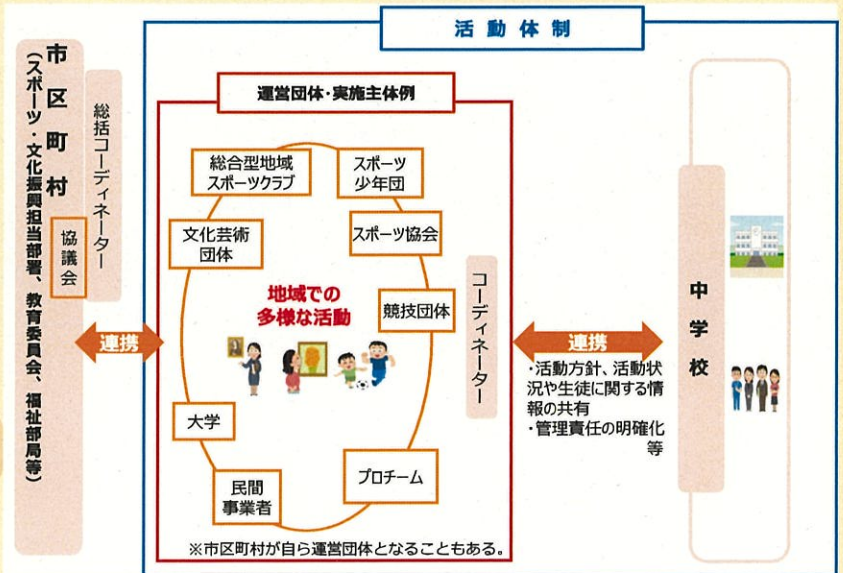 活動体制
市区町村
(スポーツ・文化振興担当部署、教育委員会、福祉部局等)
総括コーディネーター
協議会
連携
運営団体・実施主体例
総合型地域
スポーツクラブ
スポーツ
少年団
文化芸術
団体
スポーツ協会
競技団体
地域での
多様な活動
大学
民間
事業者
プロチーム
※市区町村が自ら運営団体となることもある。
コーディネーター
連携
・活動方針、活動状
況や生徒に関する情
報の共有
・管理責任の明確化
等
中学校